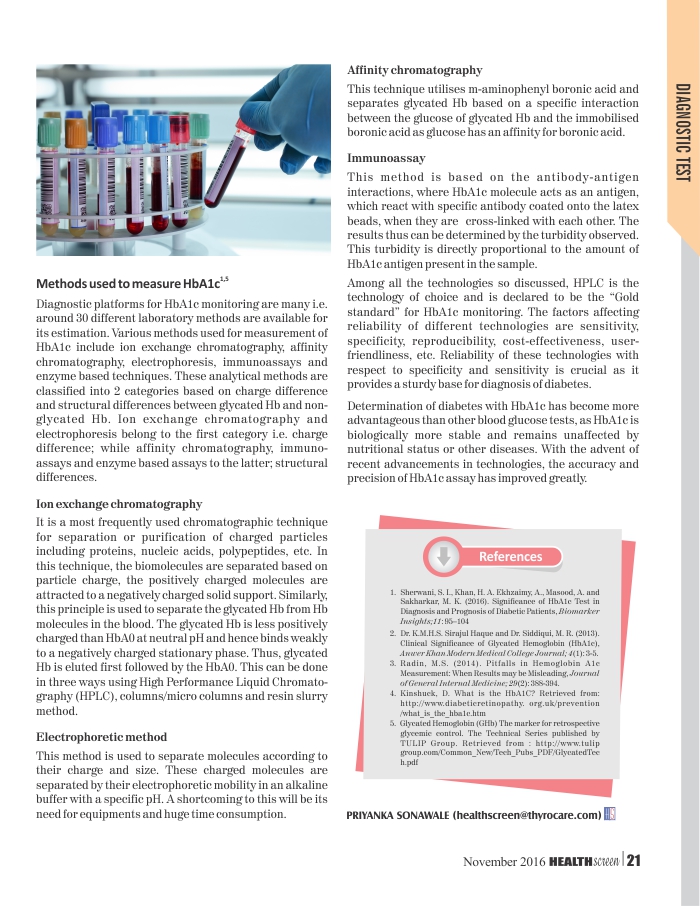 Methods used to measure HbA1c1,5
Diagnostic platforms for HbA1c monitoring are many i.e.
around 30 different laboratory methods are available for
its estimation. Various methods used for measurement of
HbA1c include ion exchange chromatography, affinity
chromatography, electrophoresis, immunoassays and
enzyme based techniques. These analytical methods are
classified into 2 categories based on charge difference
and structural differences between glycated Hb and non-
glycated Hb. Ion exchange chromatography and
electrophoresis belong to the first category i.e. charge
difference; while affinity chromatography, immuno-
assays and enzyme based assays to the latter; structural
differences.
Ion exchange chromatography
It is a most frequently used chromatographic technique
for separation or purification of charged particles
including proteins, nucleic acids, polypeptides, etc. In
this technique, the biomolecules are separated based on
particle charge, the positively charged molecules are
attracted to a negatively charged solid support. Similarly,
this principle is used to separate the glycated Hb from Hb
molecules in the blood. The glycated Hb is less positively
charged than HbA0 at neutral pH and hence binds weakly
to a negatively charged stationary phase. Thus, glycated
Hb is eluted first followed by the HbA0. This can be done
in three ways using High Performance Liquid Chromato-
graphy (HPLC), columns/micro columns and resin slurry
method.
Electrophoretic method
This method is used to separate molecules according to
their charge and size. These charged molecules are
separated by their electrophoretic mobility in an alkaline
buffer with a specific pH. A shortcoming to this will be its
need for equipments and huge time consumption.
Affinity chromatography
This technique utilises m-aminophenyl boronic acid and
separates glycated Hb based on a specific interaction
between the glucose of glycated Hb and the immobilised
boronic acid as glucose has an affinity for boronic acid.
Immunoassay
This method is based on the antibody-antigen
interactions, where HbA1c molecule acts as an antigen,
which react with specific antibody coated onto the latex
beads, when they are cross-linked with each other. The
results thus can be determined by the turbidity observed.
This turbidity is directly proportional to the amount of
HbA1c antigen present in the sample.
Among all the technologies so discussed, HPLC is the
technology of choice and is declared to be the “Gold
standard” for HbA1c monitoring. The factors affecting
reliability of different technologies are sensitivity,
specificity, reproducibility, cost-effectiveness, user-
friendliness, etc. Reliability of these technologies with
respect to specificity and sensitivity is crucial as it
provides a sturdy base for diagnosis of diabetes.
Determination of diabetes with HbA1c has become more
advantageous than other blood glucose tests, as HbA1c is
biologically more stable and remains unaffected by
nutritional status or other diseases. With the advent of
recent advancements in technologies, the accuracy and
precision of HbA1c assay has improved greatly.
References
1. Sherwani, S. I., Khan, H. A. Ekhzaimy, A., Masood, A. and
Sakharkar, M. K. (2016). Significance of HbA1c Test in
Diagnosis and Prognosis of Diabetic Patients, Biomarker
Insights;11: 95–104
2. Dr. K.M.H.S. Sirajul Haque and Dr. Siddiqui, M. R. (2013).
Clinical Significance of Glycated Hemoglobin (HbA1c),
Anwer Khan Modern Medical College Journal; 4(1): 3-5.
3. Radin, M.S. (2014). Pitfalls in Hemoglobin A1c
Measurement: When Results may be Misleading, Journal
of General Internal Medicine; 29(2): 388-394.
4. Kinshuck, D. What is the HbA1C? Retrieved from:
http://www.diabeticretinopathy. org.uk/prevention
/what_is_the_hba1c.htm
5. Glycated Hemoglobin (GHb) The marker for retrospective
glycemic control. The Technical Series published by
TULIP Group. Retrieved from : http://www.tulip
group.com/Common_New/Tech_Pubs_PDF/GlycatedTec
h.pdf
PRIYANKA SONAWALE (healthscreen@thyrocare.com)
November 2016 HEALTHscreen 21
DIAGNOSTIC TEST